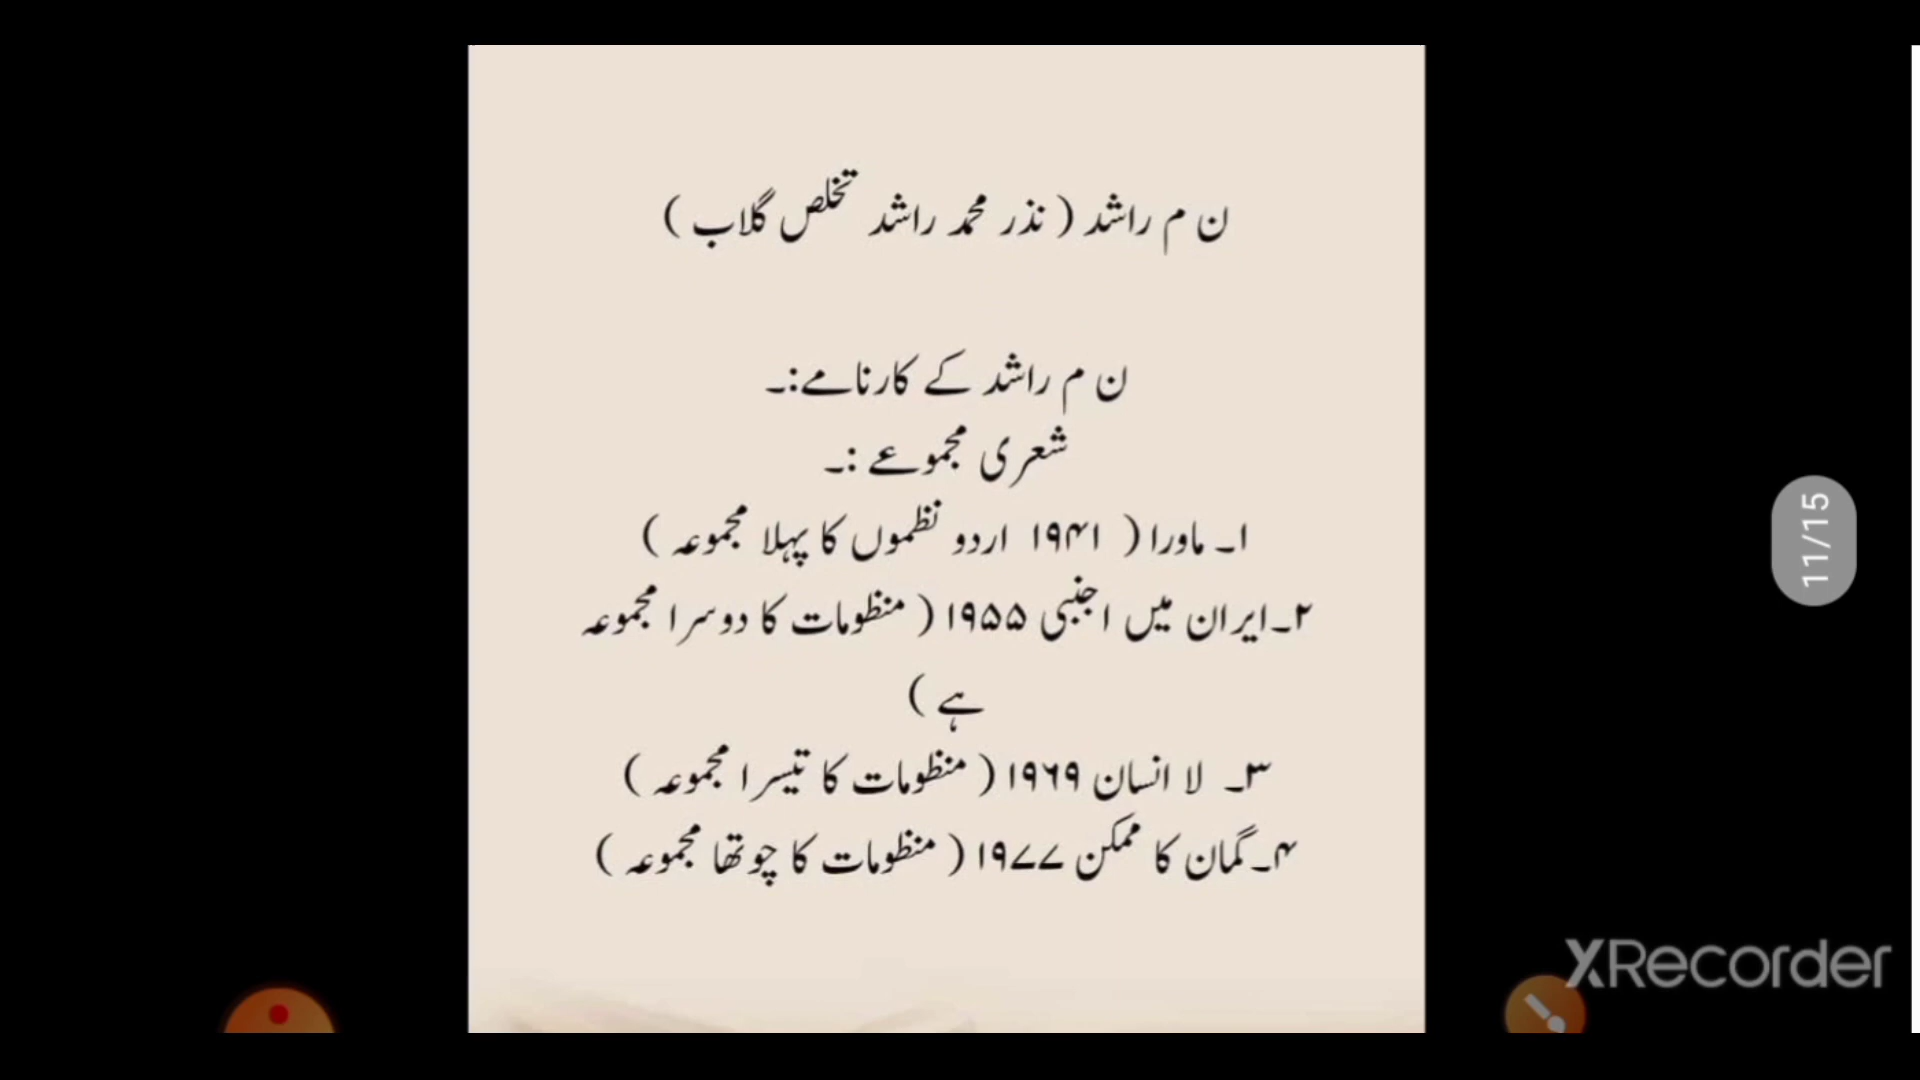 ن م راشد ( نذر محمد راشد تخلص گلاب )
ن م راشد کے کارنامے:۔
شعری مجموعے :۔
۱۔ ماورا ( ۱۹۴۱ اردو نظموں کا پہلا مجموعہ )
۲۔ایران میں اجنبی ۱۹۵۵ ( منظومات کا دوسرا مجموعہ
ہے )
۳۔ لا انسان ۱۹۶۹ ( منظومات کا تیسرا مجموعہ )
۴۔گمان کا ممکن ۱۹۷۷ ( منظومات کا چوتھا مجموعہ )
11/15
XRecorder